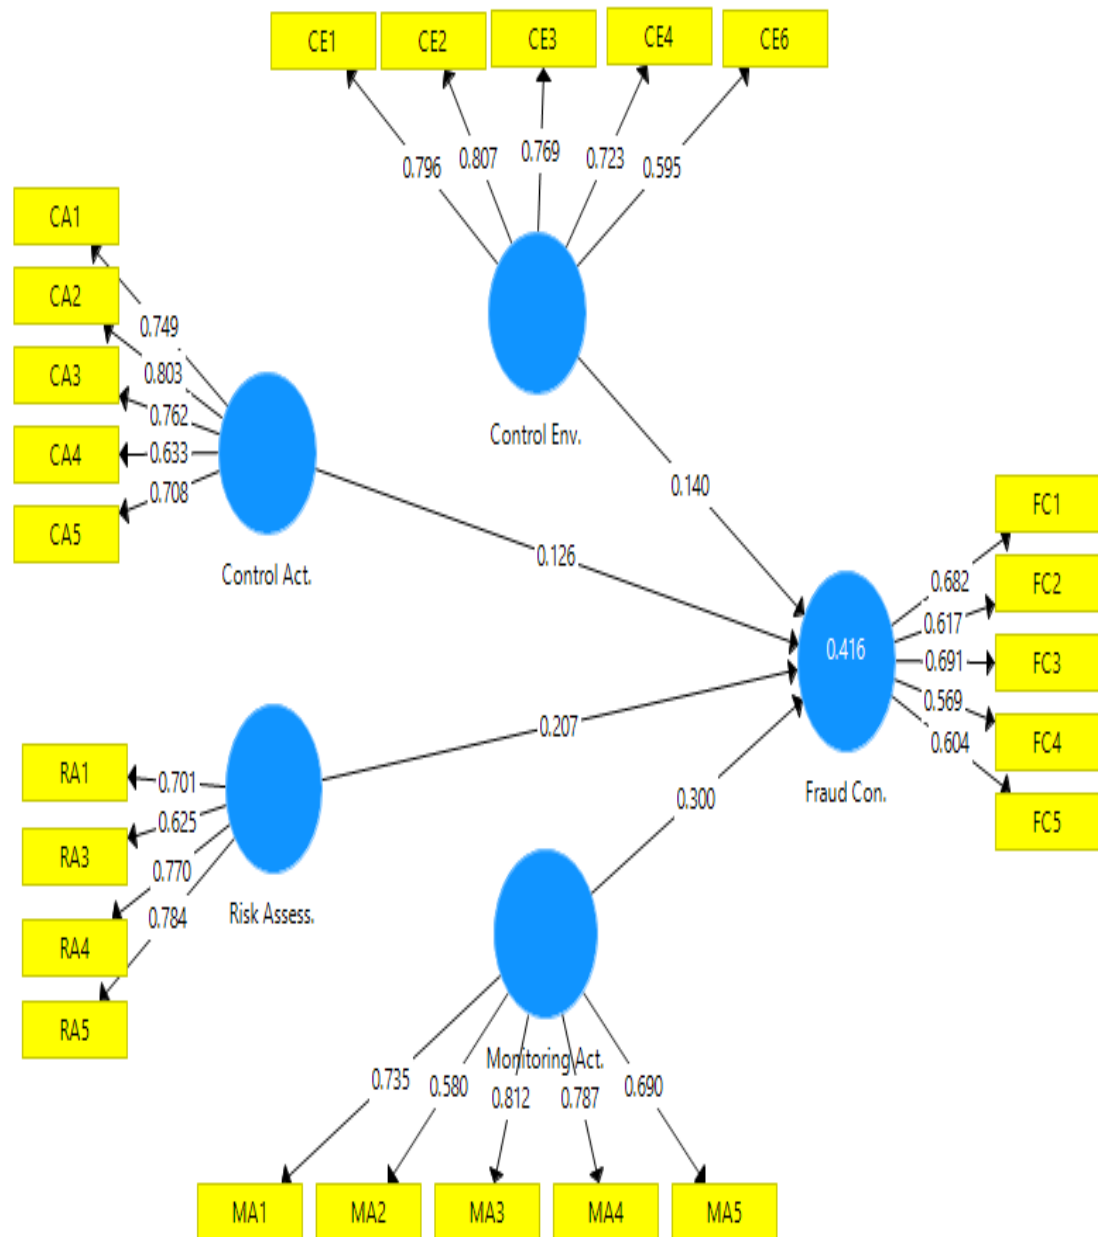 CE1
CE2
CE3
CE4
CE6
0.796
0.807
0.769
0.723
0.595
Control Env.
CA1
CA2
CA3
CA4
CA5
0.749
0.803
0.762
0.633
0.708
Control Act.
0.140
0.126
0.207
0.300
0.416
Fraud Con.
0.682
0.617
0.691
0.569
0.604
FC1
FC2
FC3
FC4
FC5
RA1
RA3
RA4
RA5
0.701
0.625
0.770
0.784
Risk Assess.
Monitoring Act.
0.735
0.580
0.812
0.787
0.690
MA1
MA2
MA3
MA4
MA5